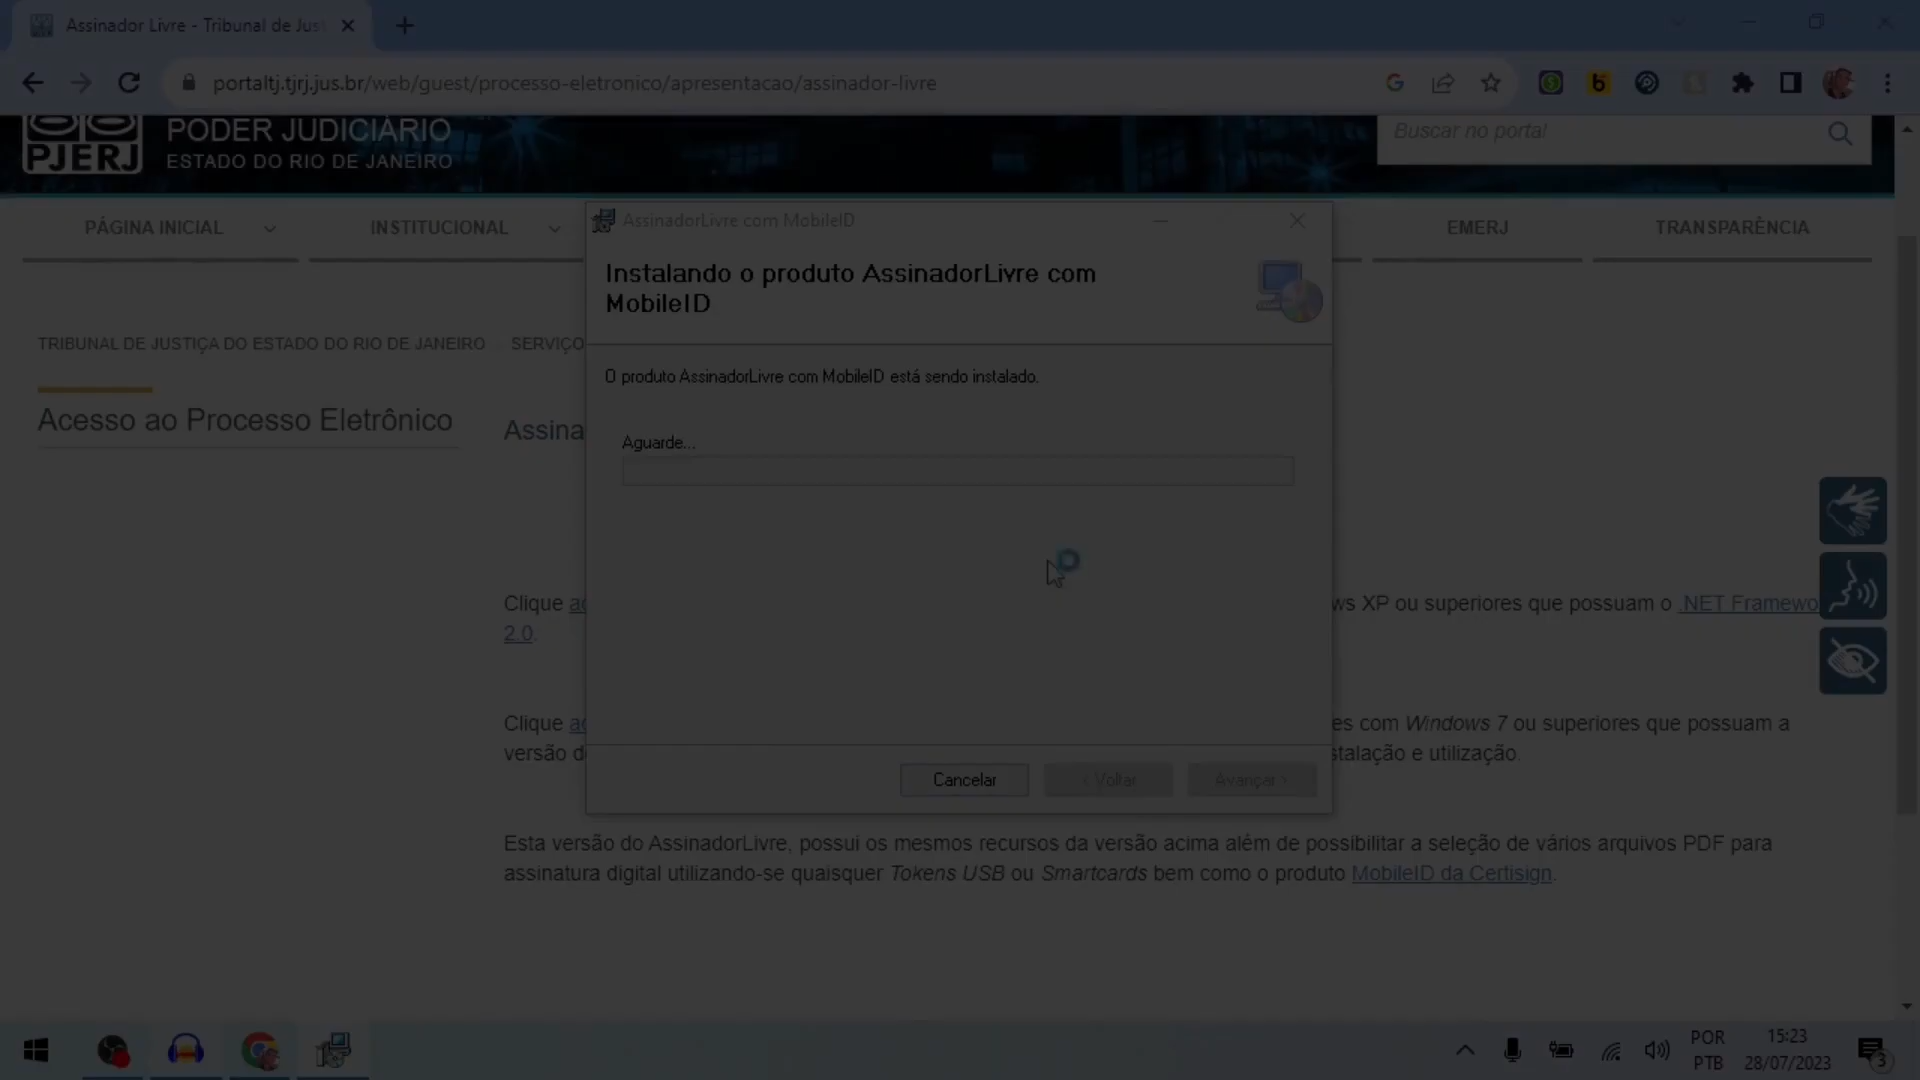 Assinador Livre - Tribunal de Jus
portaltj.tjrj.jus.br/web/guest/processo-eletronico/apresentacao/assinador-livre
PJERJ
PODER JUDICIÁRIO
ESTADO DO RIO DE JANEIRO
Buscar no portal
PÁGINA INICIAL
INSTITUCIONAL
EMERJ
TRANSPARÊNCIA
AssinadorLivre com MobileID
Instalando o produto AssinadorLivre com
MobileID
TRIBUNAL DE JUSTIÇA DO ESTADO DO RIO DE JANEIRO SERVIÇO
O produto AssinadorLivre com MobileID está sendo instalado.
Acesso ao Processo Eletrônico
Assina
Aguarde...
Clique ws XP ou superiores que possuam o .NET Framewo
2.0.
Clique es com Windows 7 ou superiores que possuam a
versão d stalação e utilização.
Cancelar
< Voltar
Avançar >
Esta versão do AssinadorLivre, possui os mesmos recursos da versão acima além de possibilitar a seleção de vários arquivos PDF para
assinatura digital utilizando-se quaisquer Tokens USB ou Smartcards bem como o produto MobileID da Certisign.
POR
PTB
15:23
28/07/2023
3